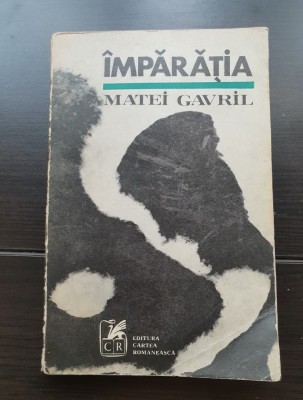 ÎMPĂRĂȚIA
MATEI GAVRIL
CR
EDITURA
CARTEA
ROMÂNEASCĂ